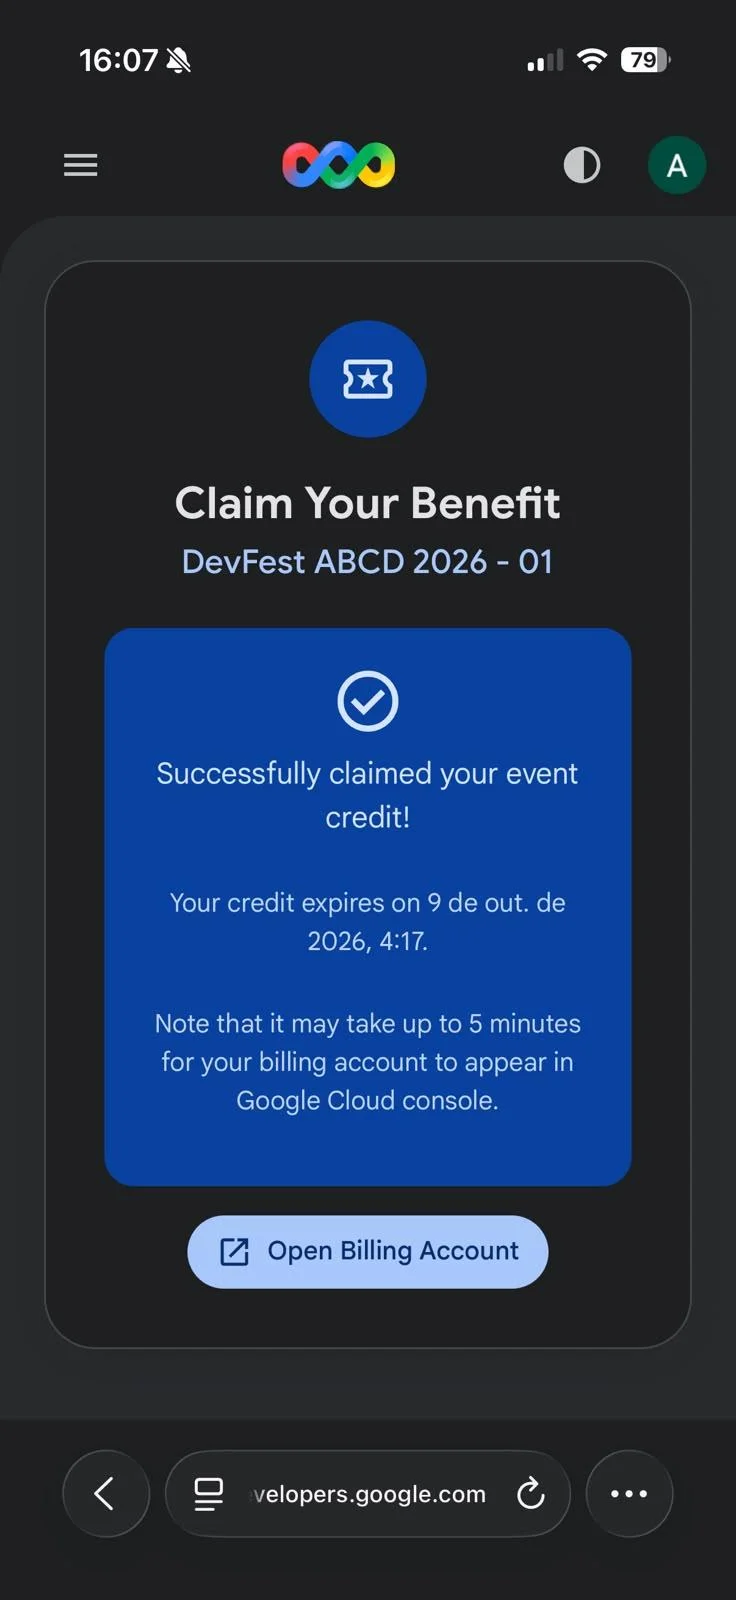 16:07
79
A
Claim Your Benefit
DevFest ABCD 2026 - 01
Successfully claimed your event
credit!
Your credit expires on 9 de out. de
2026, 4:17.
Note that it may take up to 5 minutes
for your billing account to appear in
Google Cloud console.
Open Billing Account
velopers.google.com